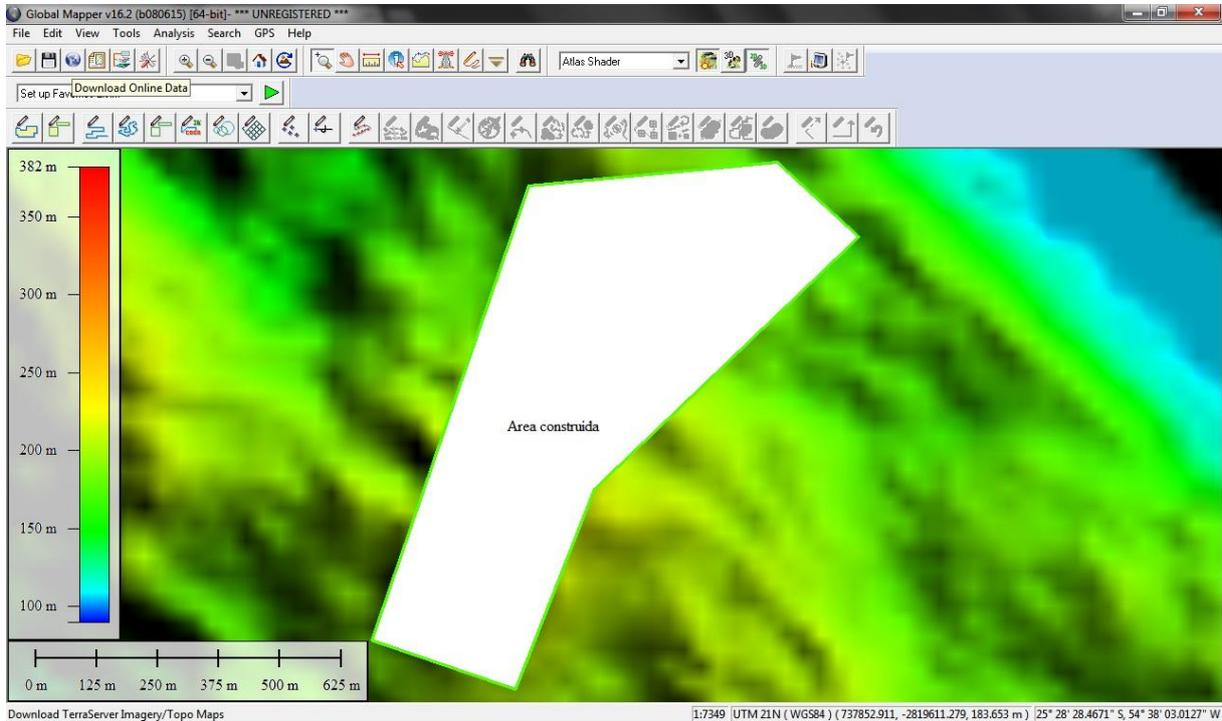 Global Mapper v16.2 (b080615) [64-bit]- *** UNREGISTERED ***
File Edit View Tools Analysis Search GPS Help
Atlas Shader
Set up Favo
Download Online Data
382 m
350 m
300 m
250 m
200 m
150 m
100 m
Area construida
0 m 125 m 250 m 375 m 500 m 625 m
Download TerraServer Imagery/Topo Maps
1:7349 UTM 21N ( WGS84 ) ( 737852.911, -2819611.279, 183.653 m ) 25° 28' 28.4671" S, 54° 38' 03.0127" W